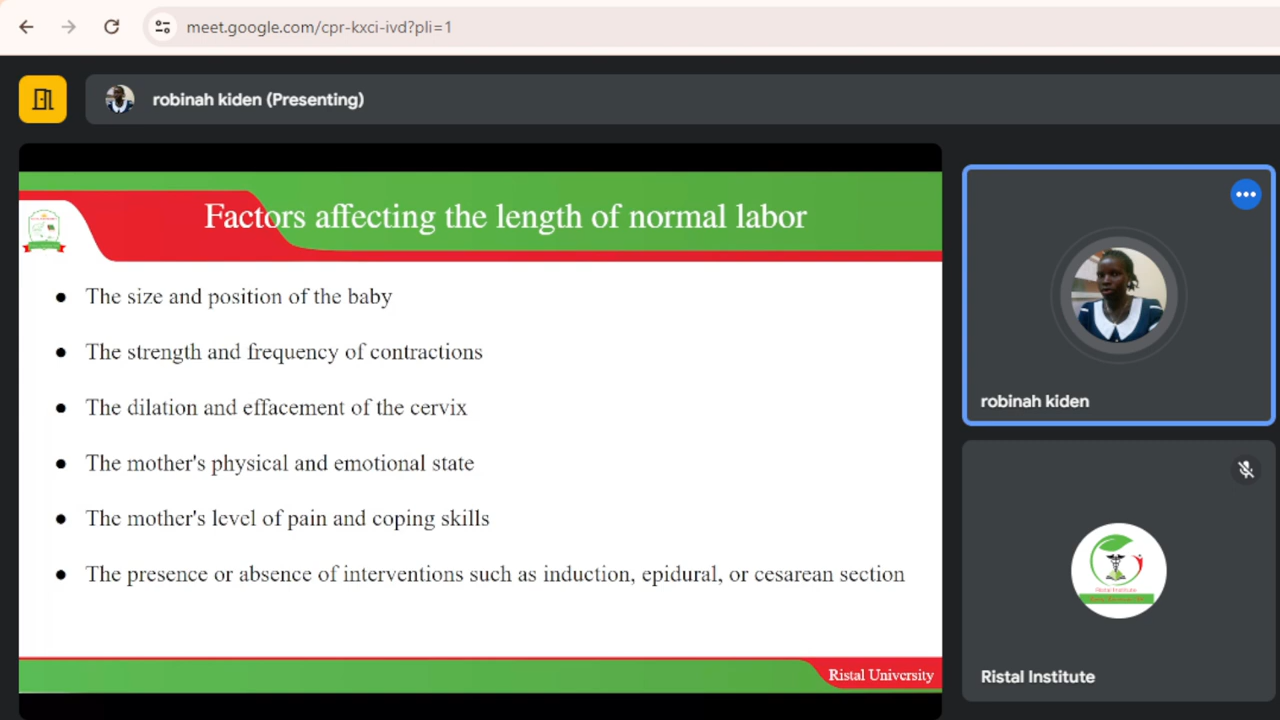 meet.google.com/cpr-kxci-ivd?pli=1
robinah kiden (Presenting)
Factors affecting the length of normal labor
● The size and position of the baby
● The strength and frequency of contractions
● The dilation and effacement of the cervix
● The mother's physical and emotional state
● The mother's level of pain and coping skills
● The presence or absence of interventions such as induction, epidural, or cesarean section
Ristal University
robinah kiden
Ristal Institute
Ristal Institute